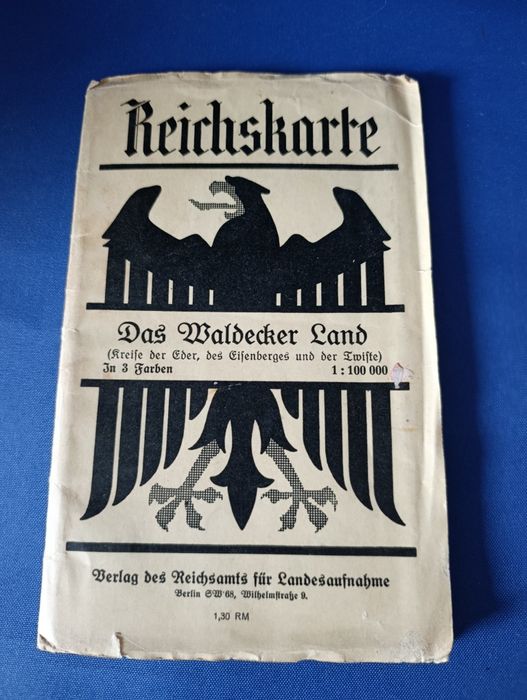 Reichskarte
Das Waldecker Land
(Kreise der Eder, des Eisenberges und der Twiste)
In 3 Farben 1:100 000
Verlag des Reichsamts für Landesaufnahme
Berlin SW 68, Wilhelmstraße 9.
1,30 RM